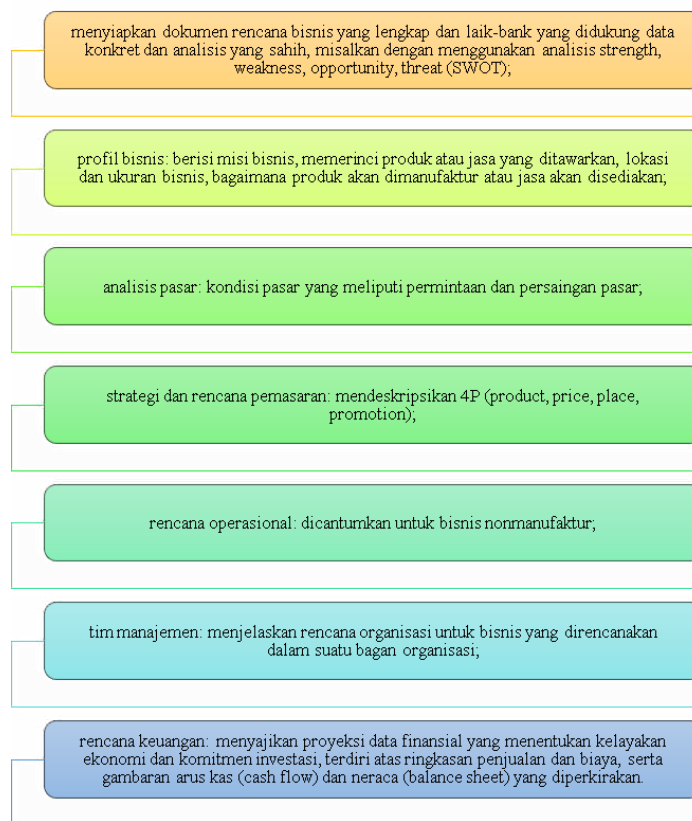 menyiapkan dokumen rencana bisnis yang lengkap dan laik-bank yang didukung data
konkret dan analisis yang sahih, misalkan dengan menggunakan analisis strength,
weakness, opportunity, threat (SWOT);
profil bisnis: berisi misi bisnis, memerinci produk atau jasa yang ditawarkan, lokasi
dan ukuran bisnis, bagaimana produk akan dimanufaktur atau jasa akan disediakan;
analisis pasar: kondisi pasar yang meliputi permintaan dan persaingan pasar;
strategi dan rencana pemasaran: mendeskripsikan 4P (product, price, place,
promotion);
rencana operasional: dicantumkan untuk bisnis nonmanufaktur;
tim manajemen: menjelaskan rencana organisasi untuk bisnis yang direncanakan
dalam suatu bagan organisasi;
rencana keuangan: menyajikan proyeksi data finansial yang menentukan kelayakan
ekonomi dan komitmen investasi, terdiri atas ringkasan penjualan dan biaya, serta
gambaran arus kas (cash flow) dan neraca (balance sheet) yang diperkirakan.